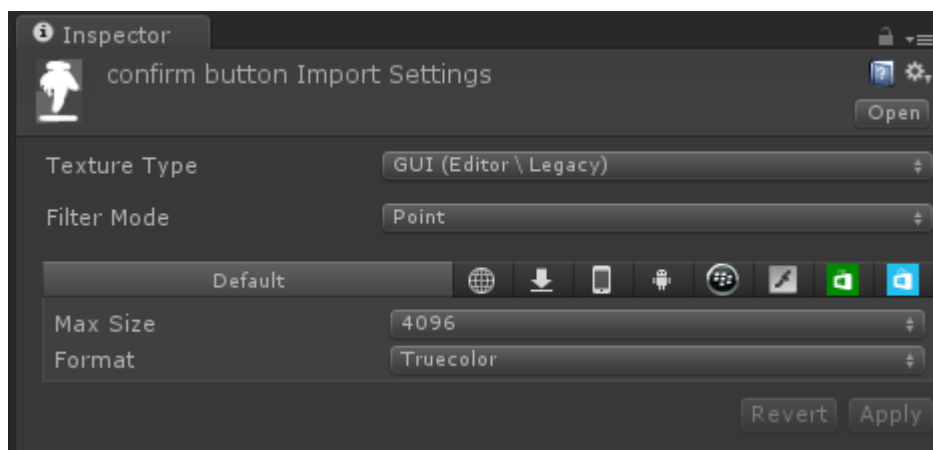 Inspector
confirm button Import Settings
Open
Texture Type GUI (Editor \ Legacy)
Filter Mode Point
Default
Max Size 4096
Format Truecolor
Revert Apply